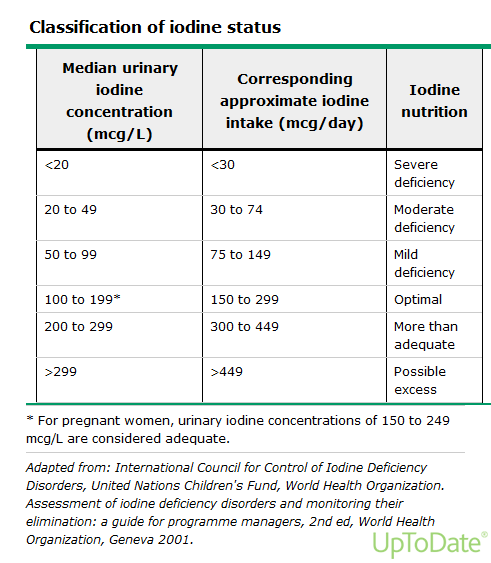 Classification of iodine status
Median urinary
iodine
concentration
(mcg/L)
Corresponding
approximate iodine
intake (mcg/day)
Iodine
nutrition
<20
<30
Severe
deficiency
20 to 49
30 to 74
Moderate
deficiency
50 to 99
75 to 149
Mild
deficiency
100 to 199*
150 to 299
Optimal
200 to 299
300 to 449
More than
adequate
>299
>449
Possible
excess
* For pregnant women, urinary iodine concentrations of 150 to 249
mcg/L are considered adequate.
Adapted from: International Council for Control of Iodine Deficiency
Disorders, United Nations Children's Fund, World Health Organization.
Assessment of iodine deficiency disorders and monitoring their
elimination: a guide for programme managers, 2nd ed, World Health
Organization, Geneva 2001.
UpToDate®